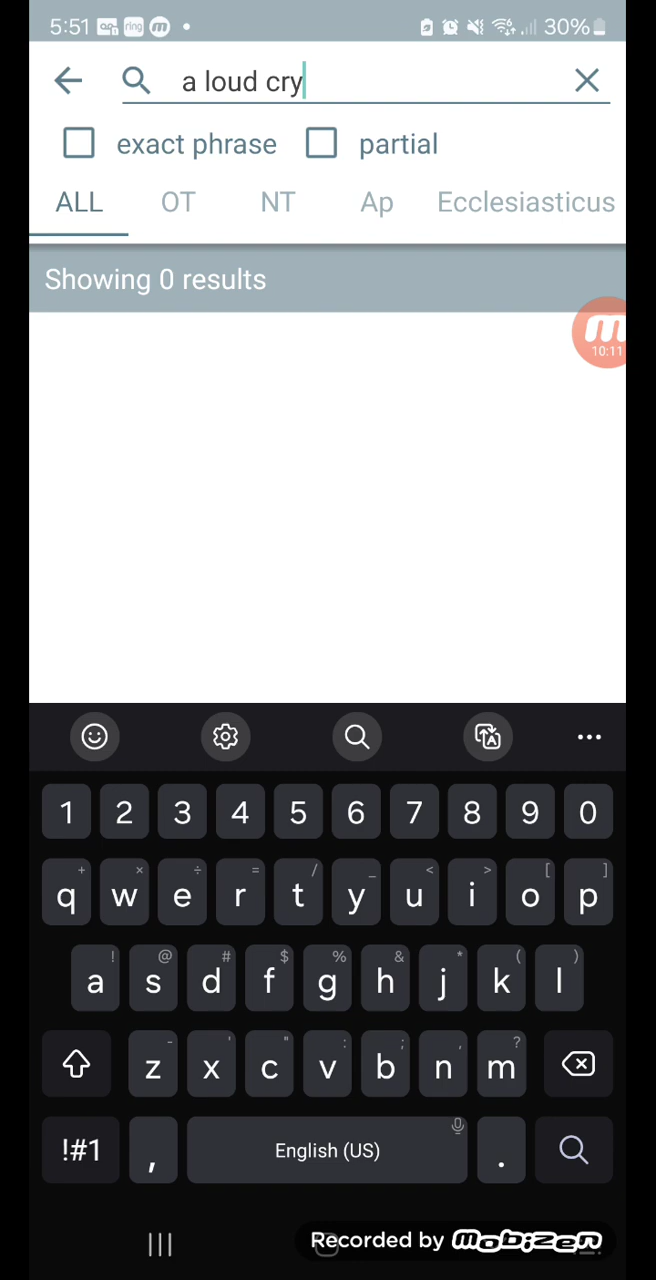 5:51 ring m 30%
a loud cry
exact phrase partial
ALL OT NT Ap Ecclesiasticus
Showing 0 results
m
10:11
1 2 3 4 5 6 7 8 9 0
+ × ÷ = / _ < > [ ]
q w e r t y u i o p
! @ # $ % & * ( )
a s d f g h j k l
- ' " : ; , ?
z x c v b n m
!#1 , English (US) .
Recorded by mobizen